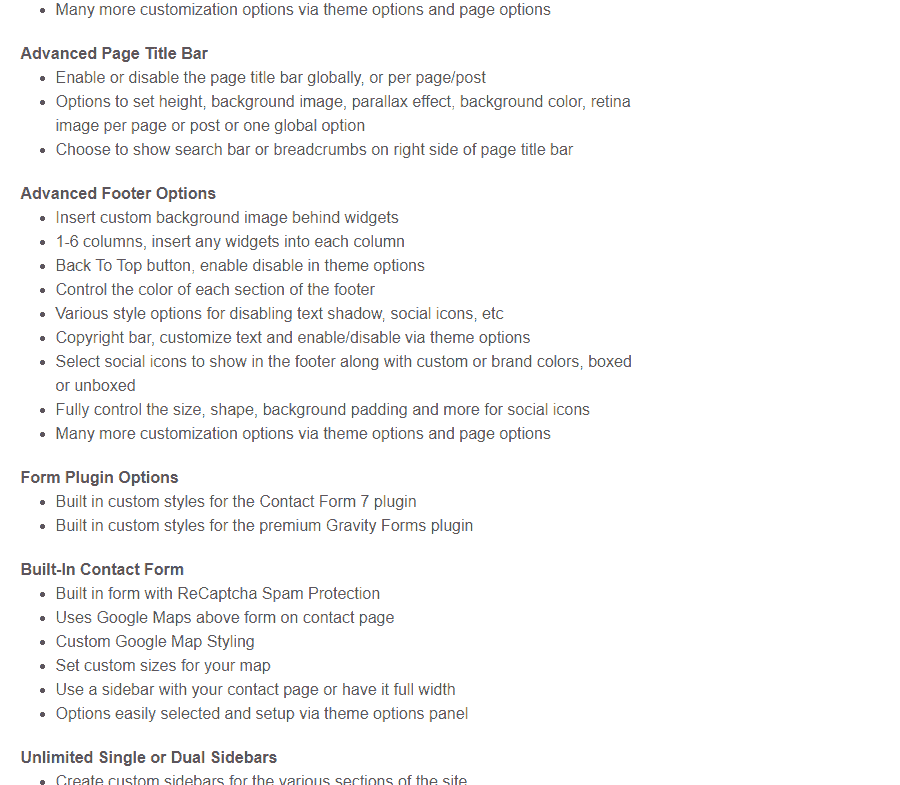 Many more customization options via theme options and page options
Advanced Page Title Bar
Enable or disable the page title bar globally, or per page/post
Options to set height, background image, parallax effect, background color, retina
image per page or post or one global option
Choose to show search bar or breadcrumbs on right side of page title bar
Advanced Footer Options
Insert custom background image behind widgets
1-6 columns, insert any widgets into each column
Back To Top button, enable disable in theme options
Control the color of each section of the footer
Various style options for disabling text shadow, social icons, etc
Copyright bar, customize text and enable/disable via theme options
Select social icons to show in the footer along with custom or brand colors, boxed
or unboxed
Fully control the size, shape, background padding and more for social icons
Many more customization options via theme options and page options
Form Plugin Options
Built in custom styles for the Contact Form 7 plugin
Built in custom styles for the premium Gravity Forms plugin
Built-In Contact Form
Built in form with ReCaptcha Spam Protection
Uses Google Maps above form on contact page
Custom Google Map Styling
Set custom sizes for your map
Use a sidebar with your contact page or have it full width
Options easily selected and setup via theme options panel
Unlimited Single or Dual Sidebars
Create custom sidebars for the various sections of the site